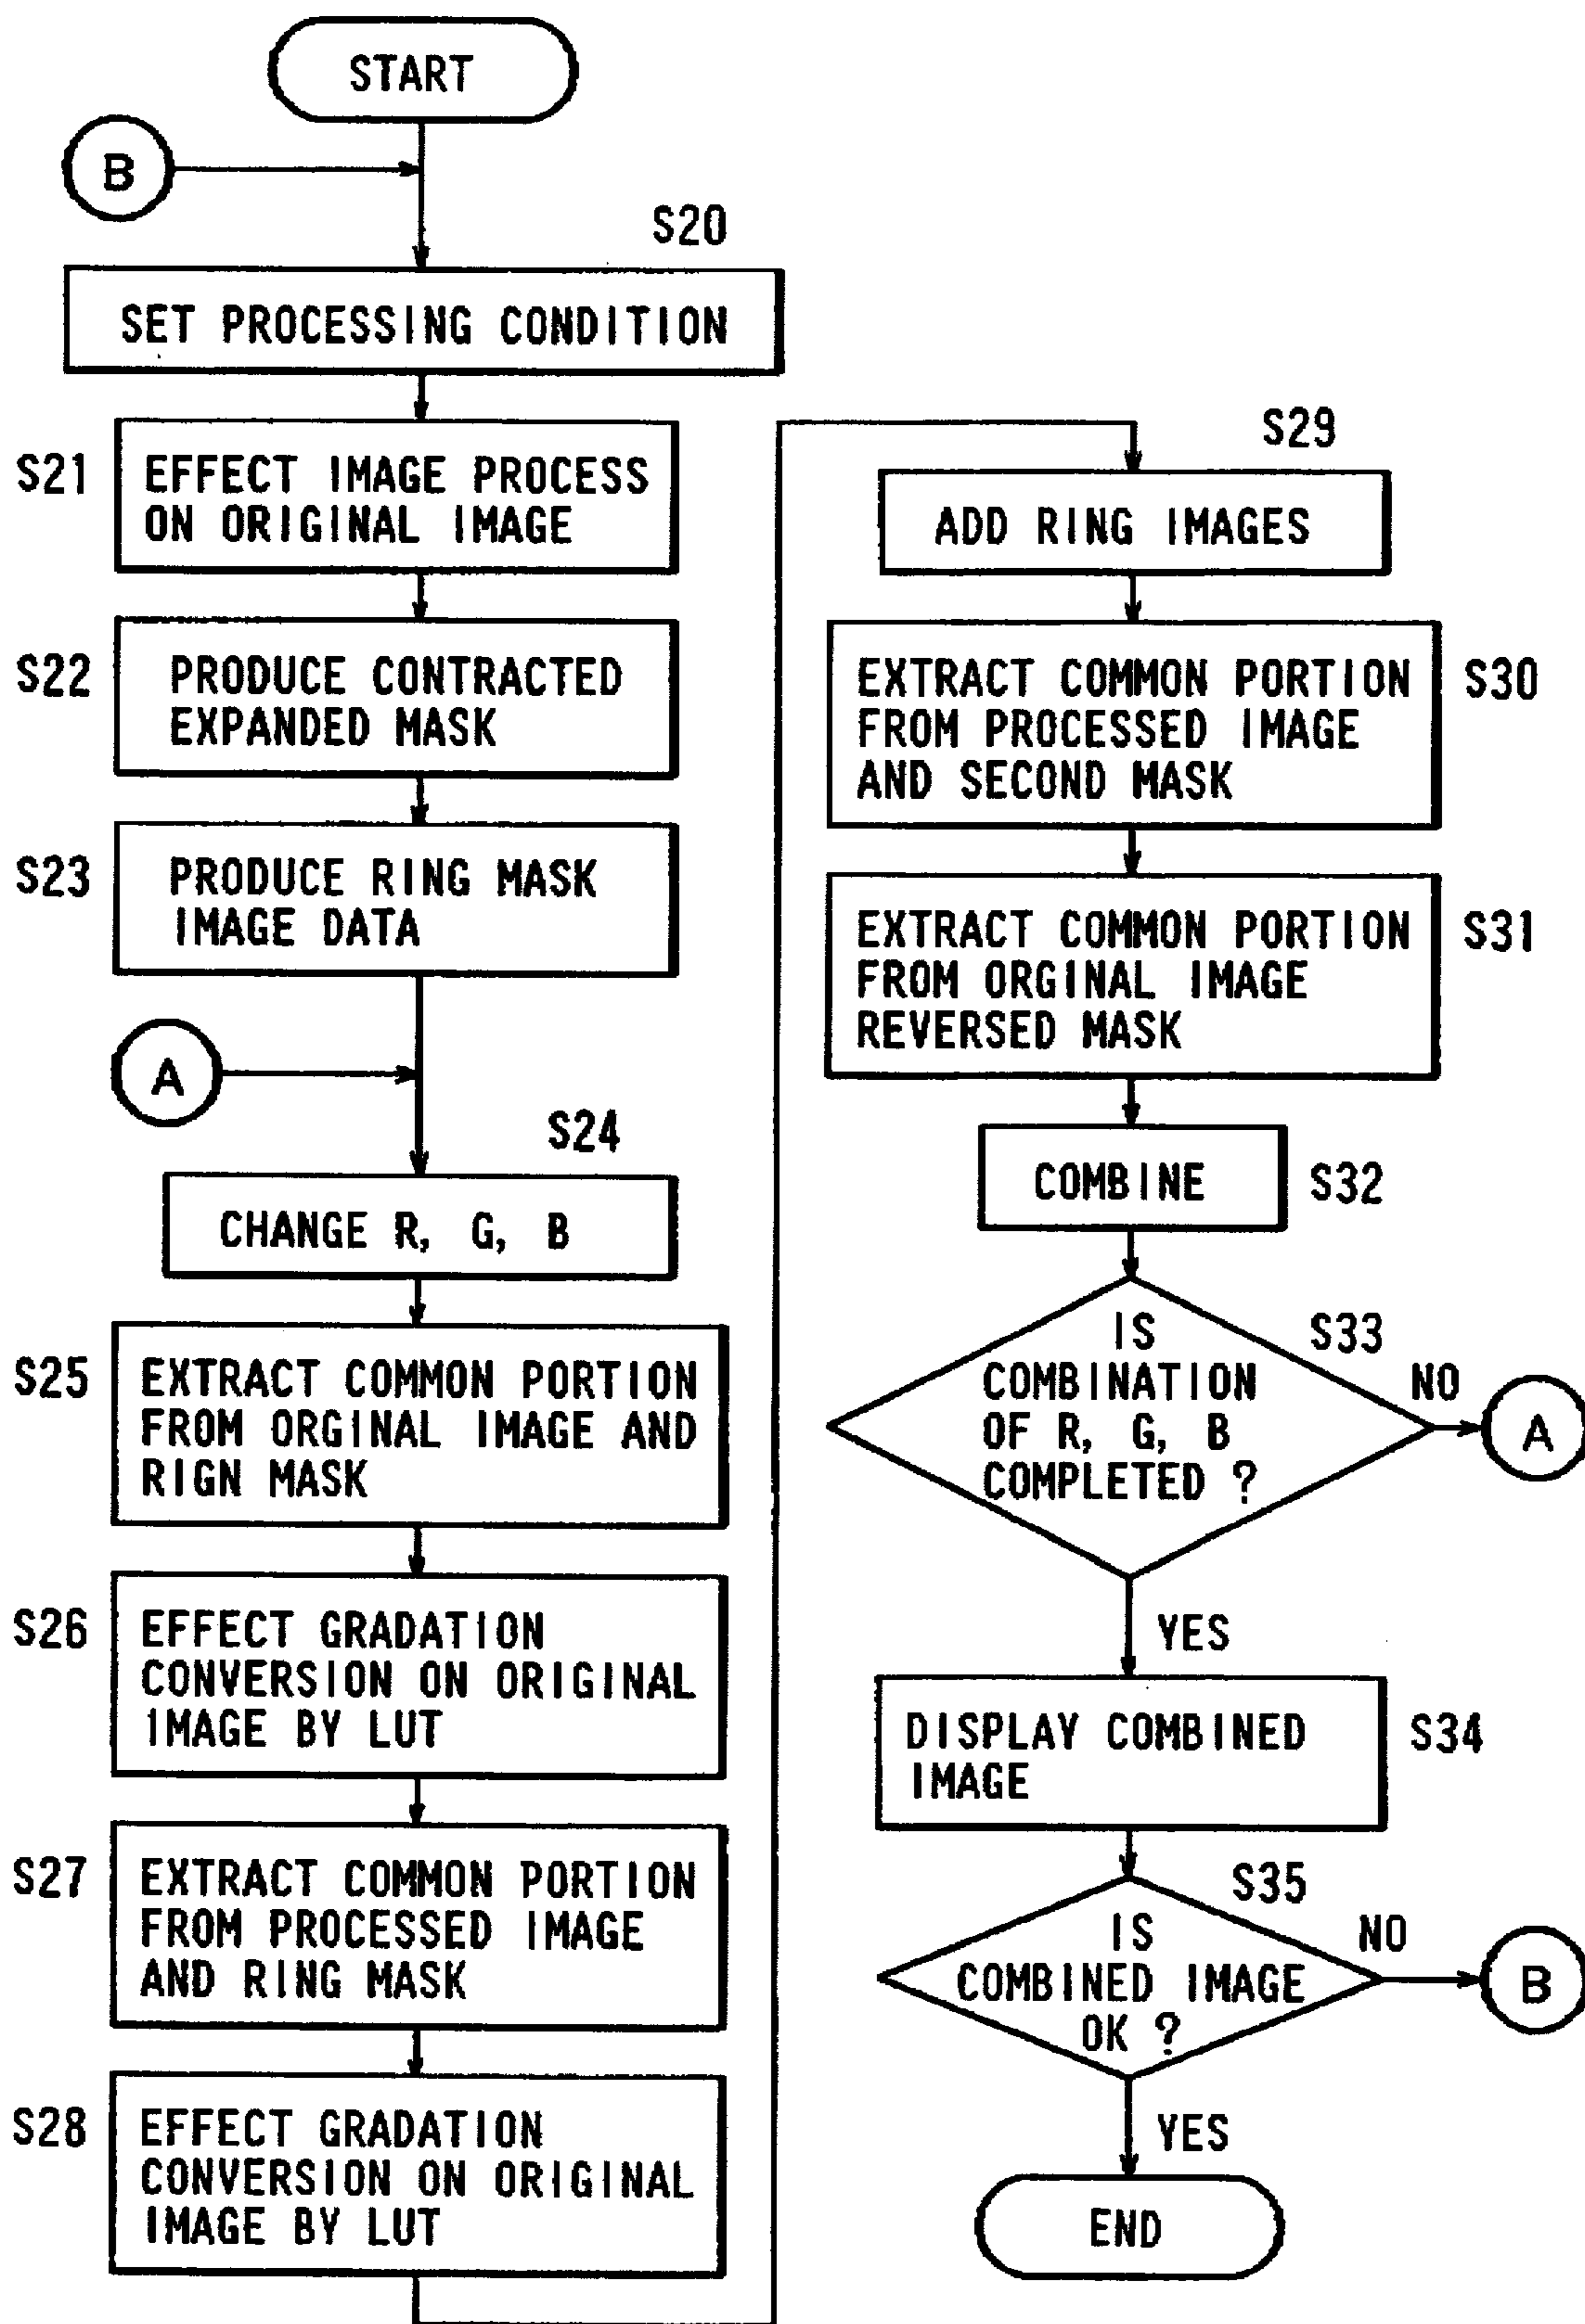 START
B
S20
SET PROCESSING CONDITION
S21
EFFECT IMAGE PROCESS
ON ORIGINAL IMAGE
S22
PRODUCE CONTRACTED
EXPANDED MASK
S23
PRODUCE RING MASK
IMAGE DATA
A
S24
CHANGE R, G, B
S25
EXTRACT COMMON PORTION
FROM ORGINAL IMAGE AND
RIGN MASK
S26
EFFECT GRADATION
CONVERSION ON ORIGINAL
IMAGE BY LUT
S27
EXTRACT COMMON PORTION
FROM PROCESSED IMAGE
AND RING MASK
S28
EFFECT GRADATION
CONVERSION ON ORIGINAL
IMAGE BY LUT
S29
ADD RING IMAGES
EXTRACT COMMON PORTION
FROM PROCESSED IMAGE
AND SECOND MASK
S30
EXTRACT COMMON PORTION
FROM ORGINAL IMAGE
REVERSED MASK
S31
COMBINE
S32
IS
COMBINATION
OF R, G, B
COMPLETED ?
S33
NO
A
YES
DISPLAY COMBINED
IMAGE
S34
S35
IS
COMBINED IMAGE
OK ?
NO
B
YES
END